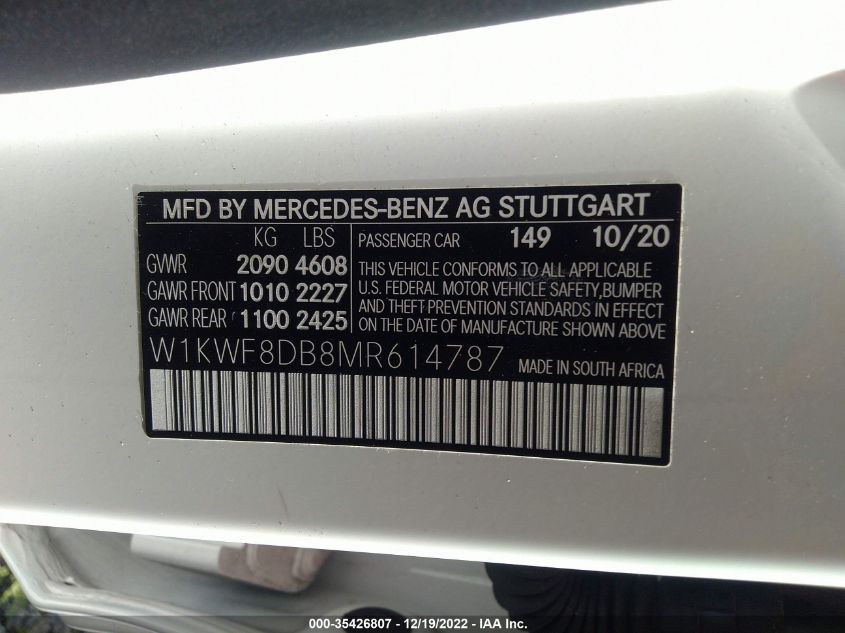 MFD BY MERCEDES-BENZ AG STUTTGART
KG LBS
GVWR 2090 4608
GAWR FRONT 1010 2227
GAWR REAR 1100 2425
PASSENGER CAR 149 10/20
THIS VEHICLE CONFORMS TO ALL APPLICABLE
U.S. FEDERAL MOTOR VEHICLE SAFETY,BUMPER
AND THEFT PREVENTION STANDARDS IN EFFECT
ON THE DATE OF MANUFACTURE SHOWN ABOVE
W1KWF8DB8MR614787 MADE IN SOUTH AFRICA
000-35426807 - 12/19/2022 - IAA Inc.